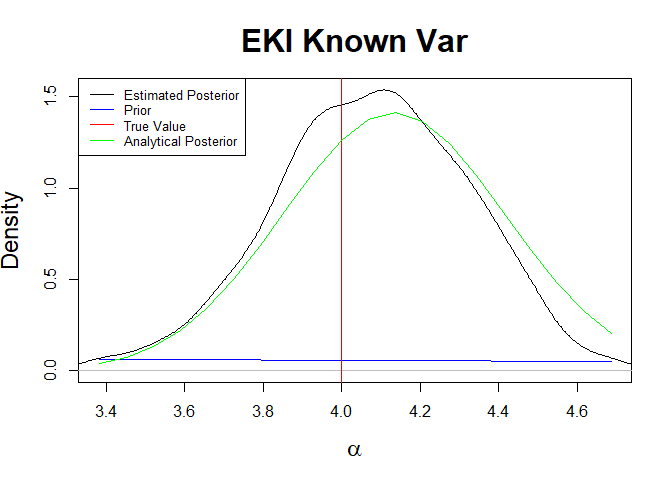 EKI Known Var
Estimated Posterior
Prior
True Value
Analytical Posterior
Density
0.0
0.5
1.0
1.5
3.4 3.6 3.8 4.0 4.2 4.4 4.6
α